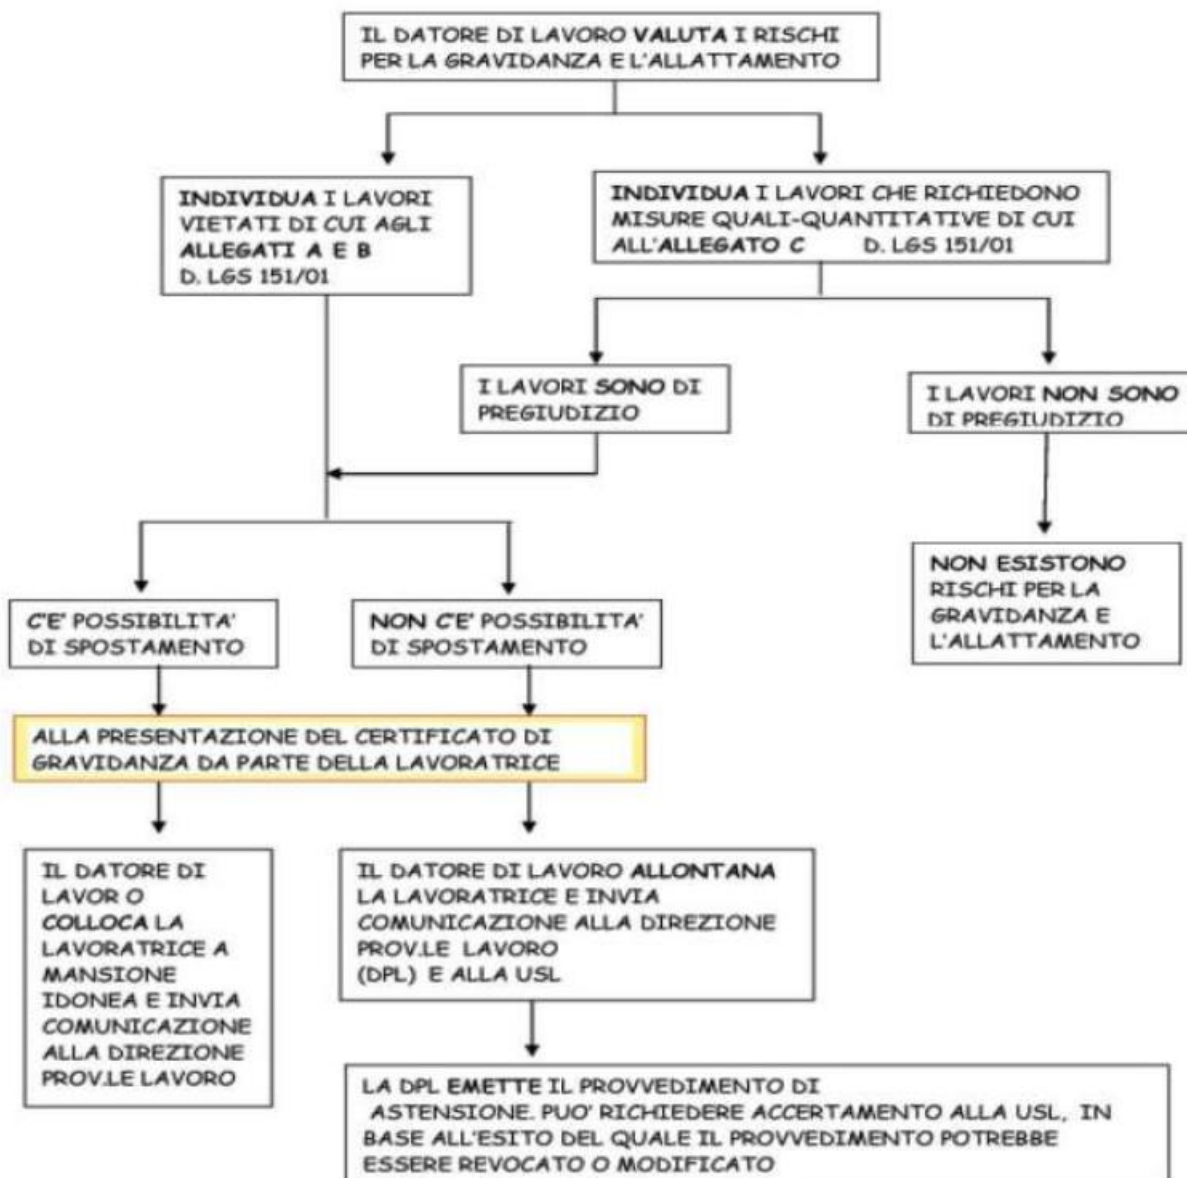 IL DATORE DI LAVORO VALUTA I RISCHI
PER LA GRAVIDANZA E L'ALLATTAMENTO
INDIVIDUA I LAVORI
VIETATI DI CUI AGLI
ALLEGATI A E B
D. LGS 151/01
INDIVIDUA I LAVORI CHE RICHIEDONO
MISURE QUALI-QUANTITATIVE DI CUI
ALL'ALLEGATO C D. LGS 151/01
I LAVORI SONO DI
PREGIUDIZIO
I LAVORI NON SONO
DI PREGIUDIZIO
NON ESISTONO
RISCHI PER LA
GRAVIDANZA E
L'ALLATTAMENTO
C'E' POSSIBILITA'
DI SPOSTAMENTO
NON C'E' POSSIBILITA'
DI SPOSTAMENTO
ALLA PRESENTAZIONE DEL CERTIFICATO DI
GRAVIDANZA DA PARTE DELLA LAVORATRICE
IL DATORE DI
LAVOR O
COLLOCA LA
LAVORATRICE A
MANSIONE
IDONEA E INVIA
COMUNICAZIONE
ALLA DIREZIONE
PROV.LE LAVORO
IL DATORE DI LAVORO ALLONTANA
LA LAVORATRICE E INVIA
COMUNICAZIONE ALLA DIREZIONE
PROV.LE LAVORO
(DPL) E ALLA USL
LA DPL EMETTE IL PROVVEDIMENTO DI
ASTENSIONE. PUO' RICHIEDERE ACCERTAMENTO ALLA USL, IN
BASE ALL'ESITO DEL QUALE IL PROVVEDIMENTO POTREBBE
ESSERE REVOCATO O MODIFICATO